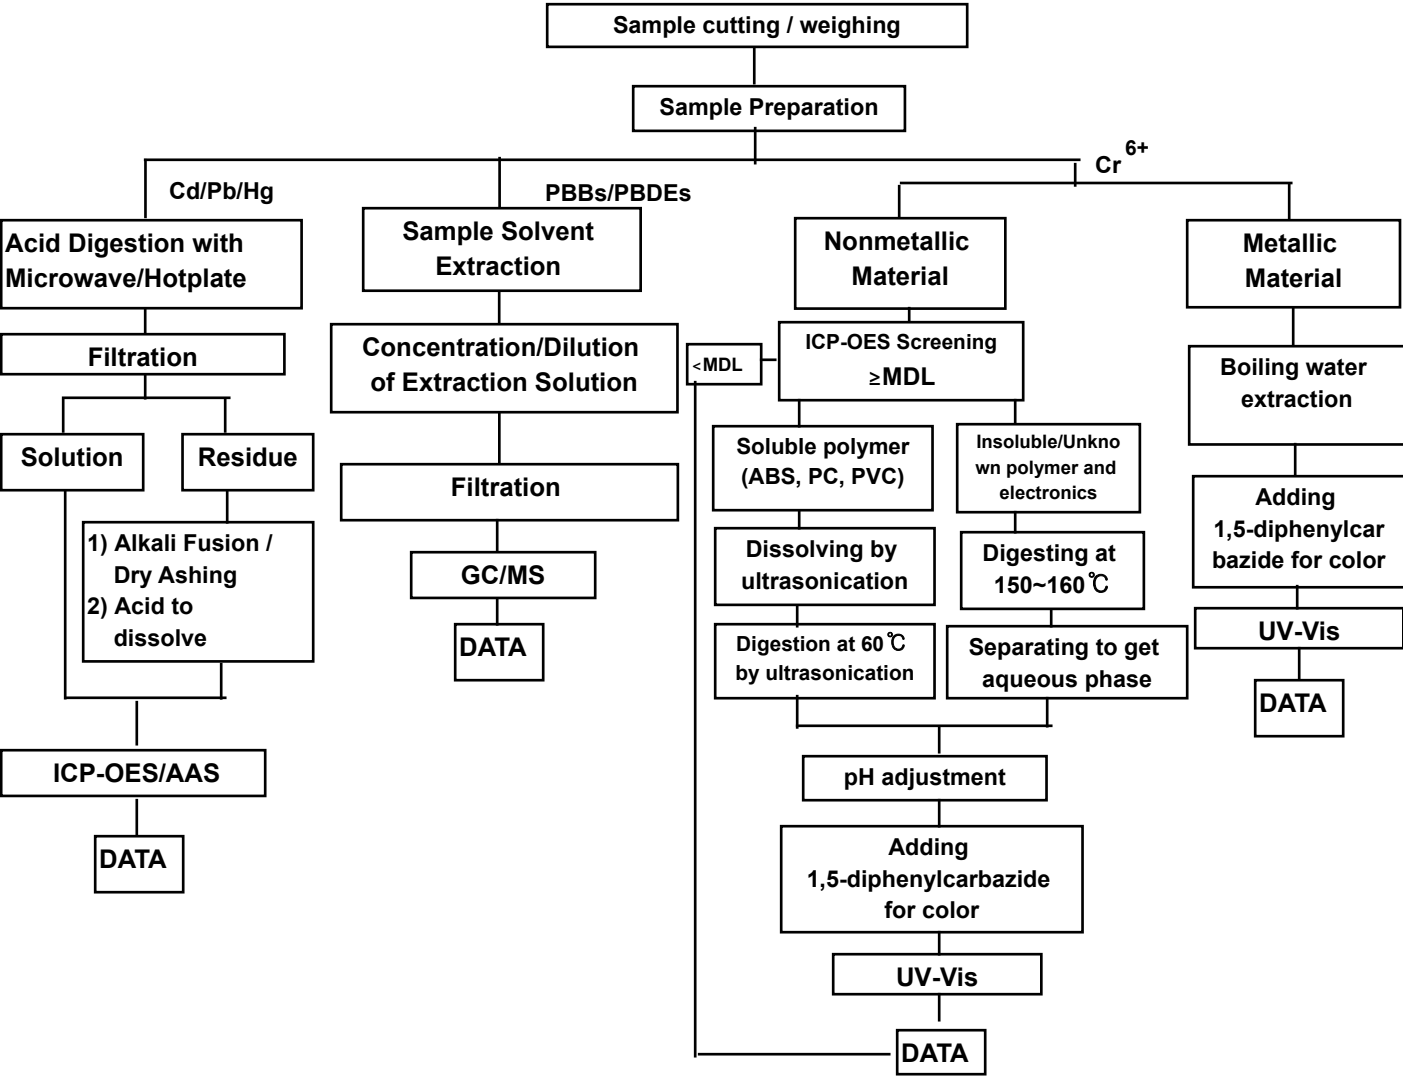 Sample cutting / weighing
Sample Preparation
Cd/Pb/Hg
PBBs/PBDEs
Cr 6+
Acid Digestion with
Microwave/Hotplate
Filtration
Solution
Residue
1) Alkali Fusion /
Dry Ashing
2) Acid to
dissolve
ICP-OES/AAS
DATA
Sample Solvent
Extraction
Concentration/Dilution
of Extraction Solution
Filtration
GC/MS
DATA
Nonmetallic
Material
ICP-OES Screening
≥MDL
<MDL
Soluble polymer
(ABS, PC, PVC)
Dissolving by
ultrasonication
Digestion at 60℃
by ultrasonication
Insoluble/Unkno
wn polymer and
electronics
Digesting at
150~160℃
Separating to get
aqueous phase
pH adjustment
Adding
1,5-diphenylcarbazide
for color
UV-Vis
DATA
Metallic
Material
Boiling water
extraction
Adding
1,5-diphenylcar
bazide for color
UV-Vis
DATA